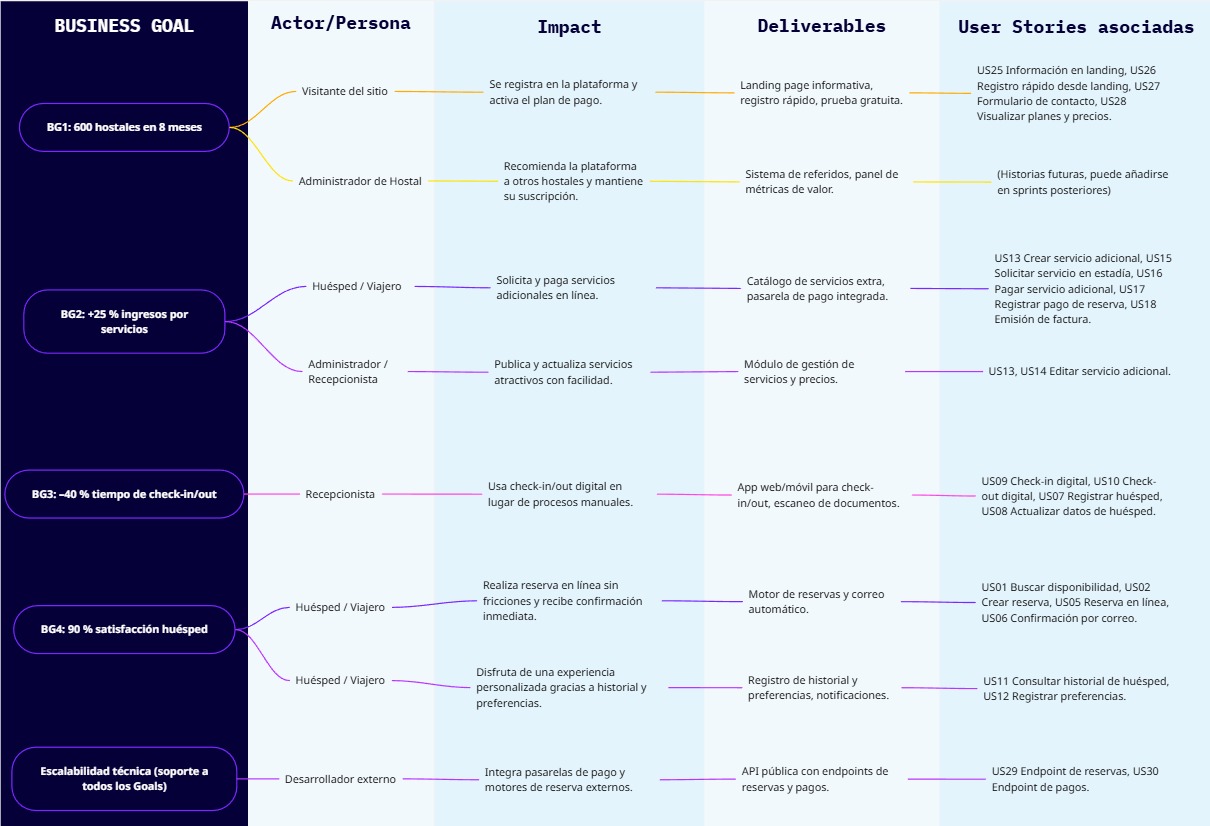 BUSINESS GOAL
Actor/Persona
Impact
Deliverables
User Stories asociadas
BG1: 600 hostales en 8 meses
Visitante del sitio
Se registra en la plataforma y
activa el plan de pago.
Landing page informativa,
registro rápido, prueba gratuita.
US25 Información en landing, US26
Registro rápido desde landing, US27
Formulario de contacto, US28
Visualizar planes y precios.
Administrador de Hostal
Recomienda la plataforma
a otros hostales y mantiene
su suscripción.
Sistema de referidos, panel de
métricas de valor.
(Historias futuras, puede añadirse
en sprints posteriores)
BG2: +25 % ingresos por
servicios
Huésped / Viajero
Solicita y paga servicios
adicionales en línea.
Catálogo de servicios extra,
pasarela de pago integrada.
US13 Crear servicio adicional, US15
Solicitar servicio en estadía, US16
Pagar servicio adicional, US17
Registrar pago de reserva, US18
Emisión de factura.
Administrador /
Recepcionista
Publica y actualiza servicios
atractivos con facilidad.
Módulo de gestión de
servicios y precios.
US13, US14 Editar servicio adicional.
BG3: −40 % tiempo de check-in/out
Recepcionista
Usa check-in/out digital en
lugar de procesos manuales.
App web/móvil para check-
in/out, escaneo de documentos.
US09 Check-in digital, US10 Check-
out digital, US07 Registrar huésped,
US08 Actualizar datos de huésped.
BG4: 90 % satisfacción huésped
Huésped / Viajero
Realiza reserva en línea sin
fricciones y recibe confirmación
inmediata.
Motor de reservas y correo
automático.
US01 Buscar disponibilidad, US02
Crear reserva, US05 Reserva en línea,
US06 Confirmación por correo.
Huésped / Viajero
Disfruta de una experiencia
personalizada gracias a historial y
preferencias.
Registro de historial y
preferencias, notificaciones.
US11 Consultar historial de huésped,
US12 Registrar preferencias.
Escalabilidad técnica (soporte a
todos los Goals)
Desarrollador externo
Integra pasarelas de pago y
motores de reserva externos.
API pública con endpoints de
reservas y pagos.
US29 Endpoint de reservas, US30
Endpoint de pagos.